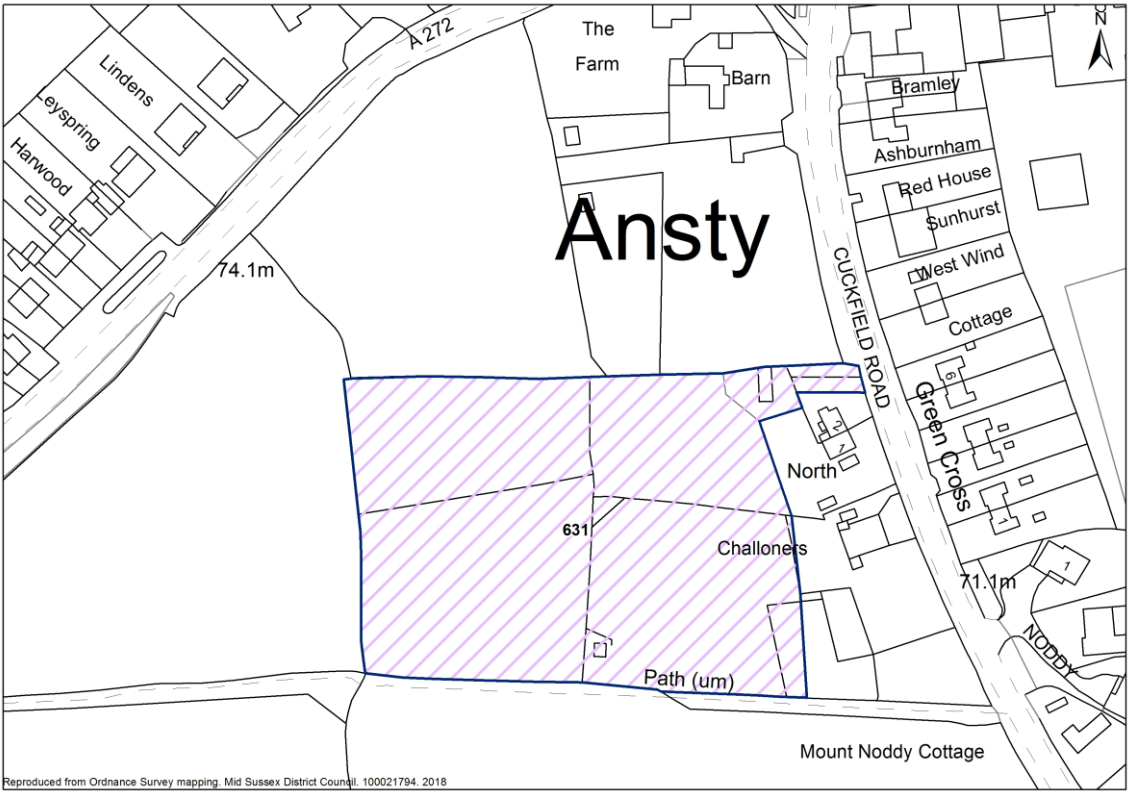 A 272
The
Farm
N
Barn
Bramley
Lindens
Leyspring
Harwood
Ashburnham
Red House
Sunhurst
West Wind
Cottage
Ansty
74.1m
CUCKFIELD ROAD
Green Cross
6
2
1
North
1
631
Challoners
71.1m
1
NODDY
Path (um)
Mount Noddy Cottage
Reproduced from Ordnance Survey mapping. Mid Sussex District Council. 100021794. 2018